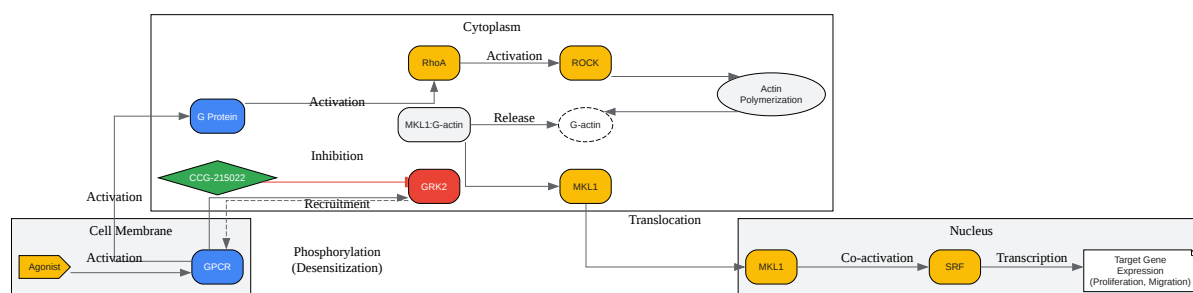 Cytoplasm
RhoA
Activation
ROCK
Actin
Polymerization
G Protein
Activation
MKL1:G-actin
Release
G-actin
Inhibition
CCG-215022
GRK2
MKL1
Recruitment
Activation
Translocation
Cell Membrane
Nucleus
Agonist
Activation
GPCR
Phosphorylation
(Desensitization)
MKL1
Co-activation
SRF
Transcription
Target Gene
Expression
(Proliferation, Migration)